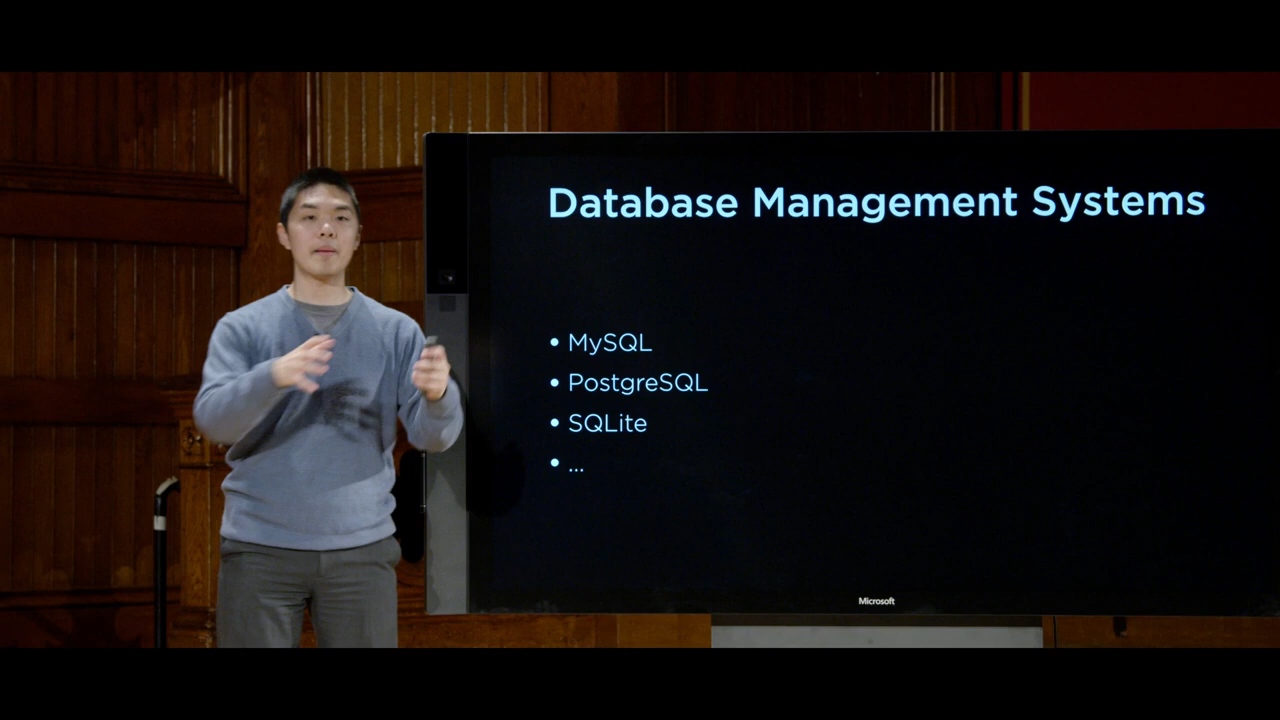 Database Management Systems
• MySQL
• PostgreSQL
• SQLite
• ...
Microsoft